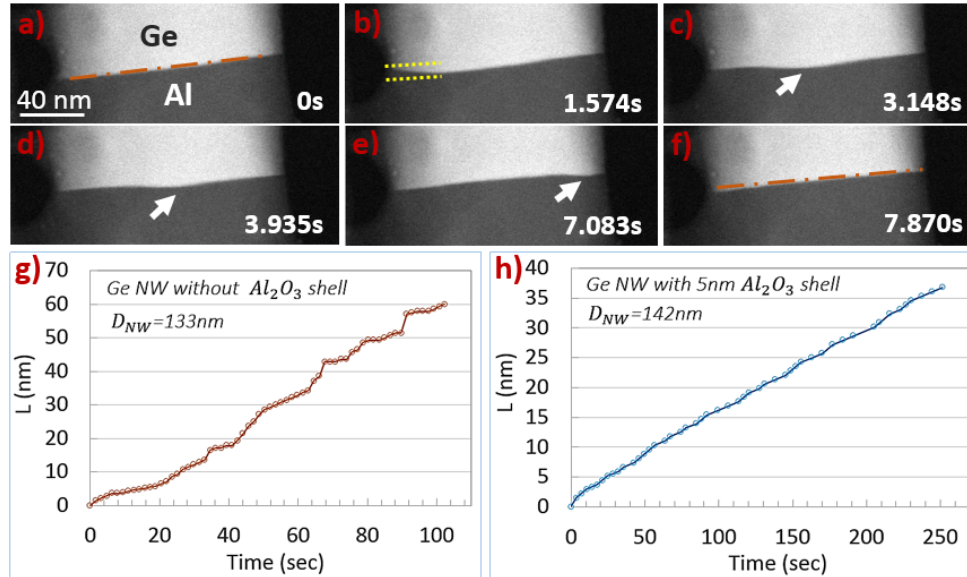 a)
Ge
Al
40 nm
0s
b)
1.574s
c)
3.148s
d)
3.935s
e)
7.083s
f)
7.870s
g)
Ge NW without Al₂O₃ shell
D_NW=133nm
L (nm)
70
60
50
40
30
20
10
0
0 20 40 60 80 100
Time (sec)
h)
Ge NW with 5nm Al₂O₃ shell
D_NW=142nm
L (nm)
40
35
30
25
20
15
10
5
0
0 50 100 150 200 250
Time (sec)